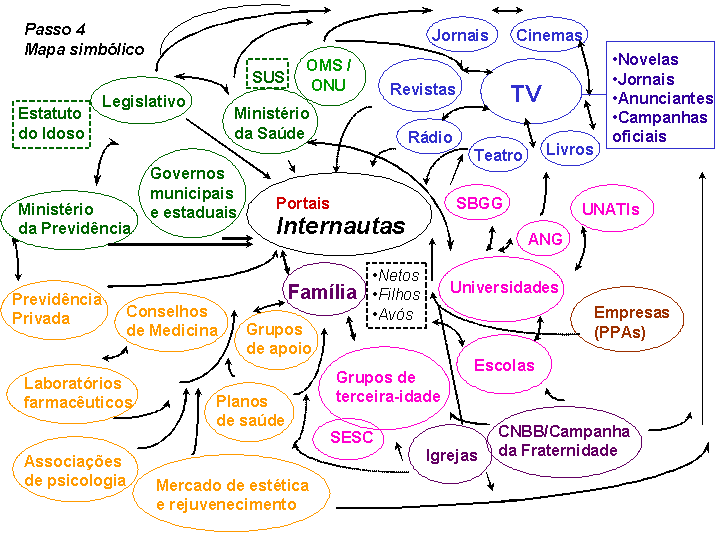 Passo 4
Mapa simbólico
Jornais
Cinemas
OMS /
ONU
SUS
Revistas
TV
•Novelas
•Jornais
•Anunciantes
•Campanhas
oficiais
Legislativo
Estatuto
do Idoso
Ministério
da Saúde
Rádio
Teatro
Livros
Governos
municipais
e estaduais
Ministério
da Previdência
Portais
Internautas
SBGG
UNATIs
ANG
Previdência
Privada
Conselhos
de Medicina
Família
•Netos
•Filhos
•Avós
Universidades
Empresas
(PPAs)
Grupos
de apoio
Escolas
Laboratórios
farmacêuticos
Planos
de saúde
Grupos de
terceira-idade
SESC
Igrejas
CNBB/Campanha
da Fraternidade
Associações
de psicologia
Mercado de estética
e rejuvenecimento